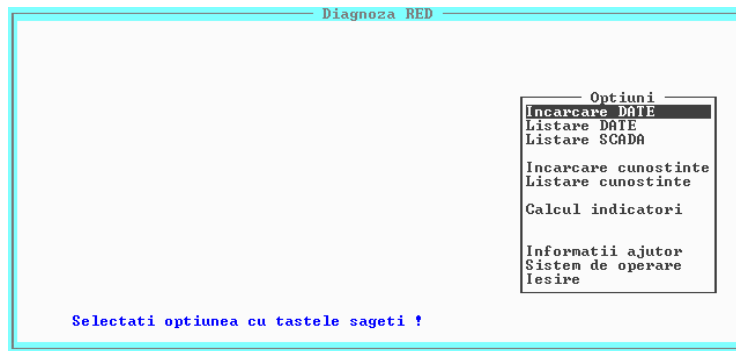 Diagnoza RED
Optiuni
Incarcare DATE
Listare DATE
Listare SCADA
Incarcare cunostinte
Listare cunostinte
Calcul indicatori
Informatii ajutor
Sistem de operare
Iesire
Selectati optiunea cu tastele sageti !